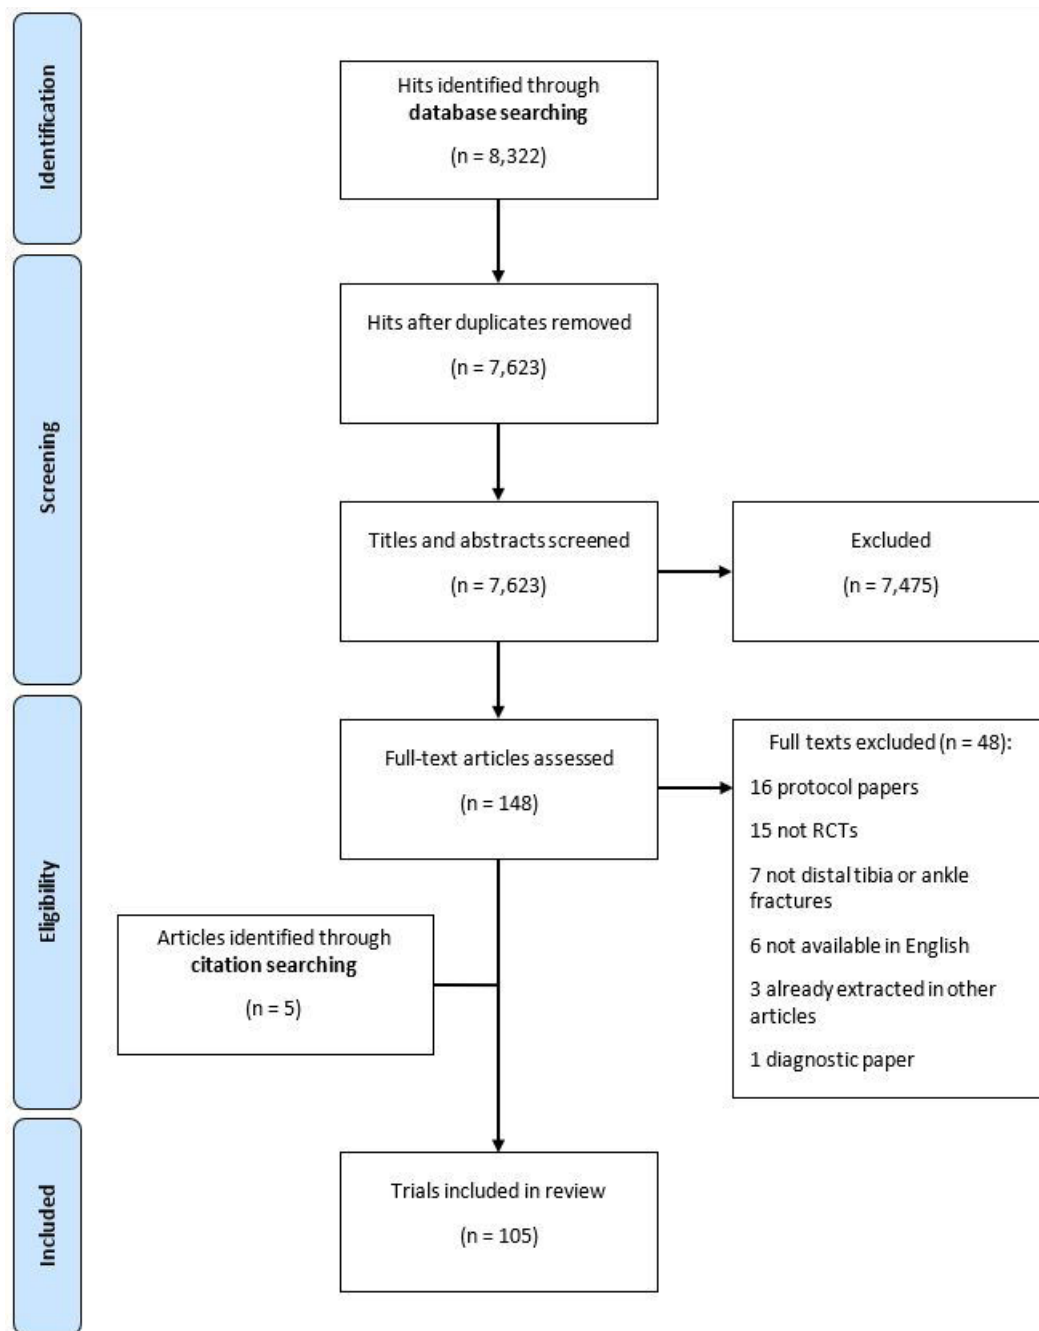 Identification
Hits identified through
database searching
(n = 8,322)
Screening
Hits after duplicates removed
(n = 7,623)
Titles and abstracts screened
(n = 7,623)
Excluded
(n = 7,475)
Eligibility
Full-text articles assessed
(n = 148)
Full texts excluded (n = 48):
16 protocol papers
15 not RCTs
7 not distal tibia or ankle
fractures
6 not available in English
3 already extracted in other
articles
1 diagnostic paper
Articles identified through
citation searching
(n = 5)
Included
Trials included in review
(n = 105)